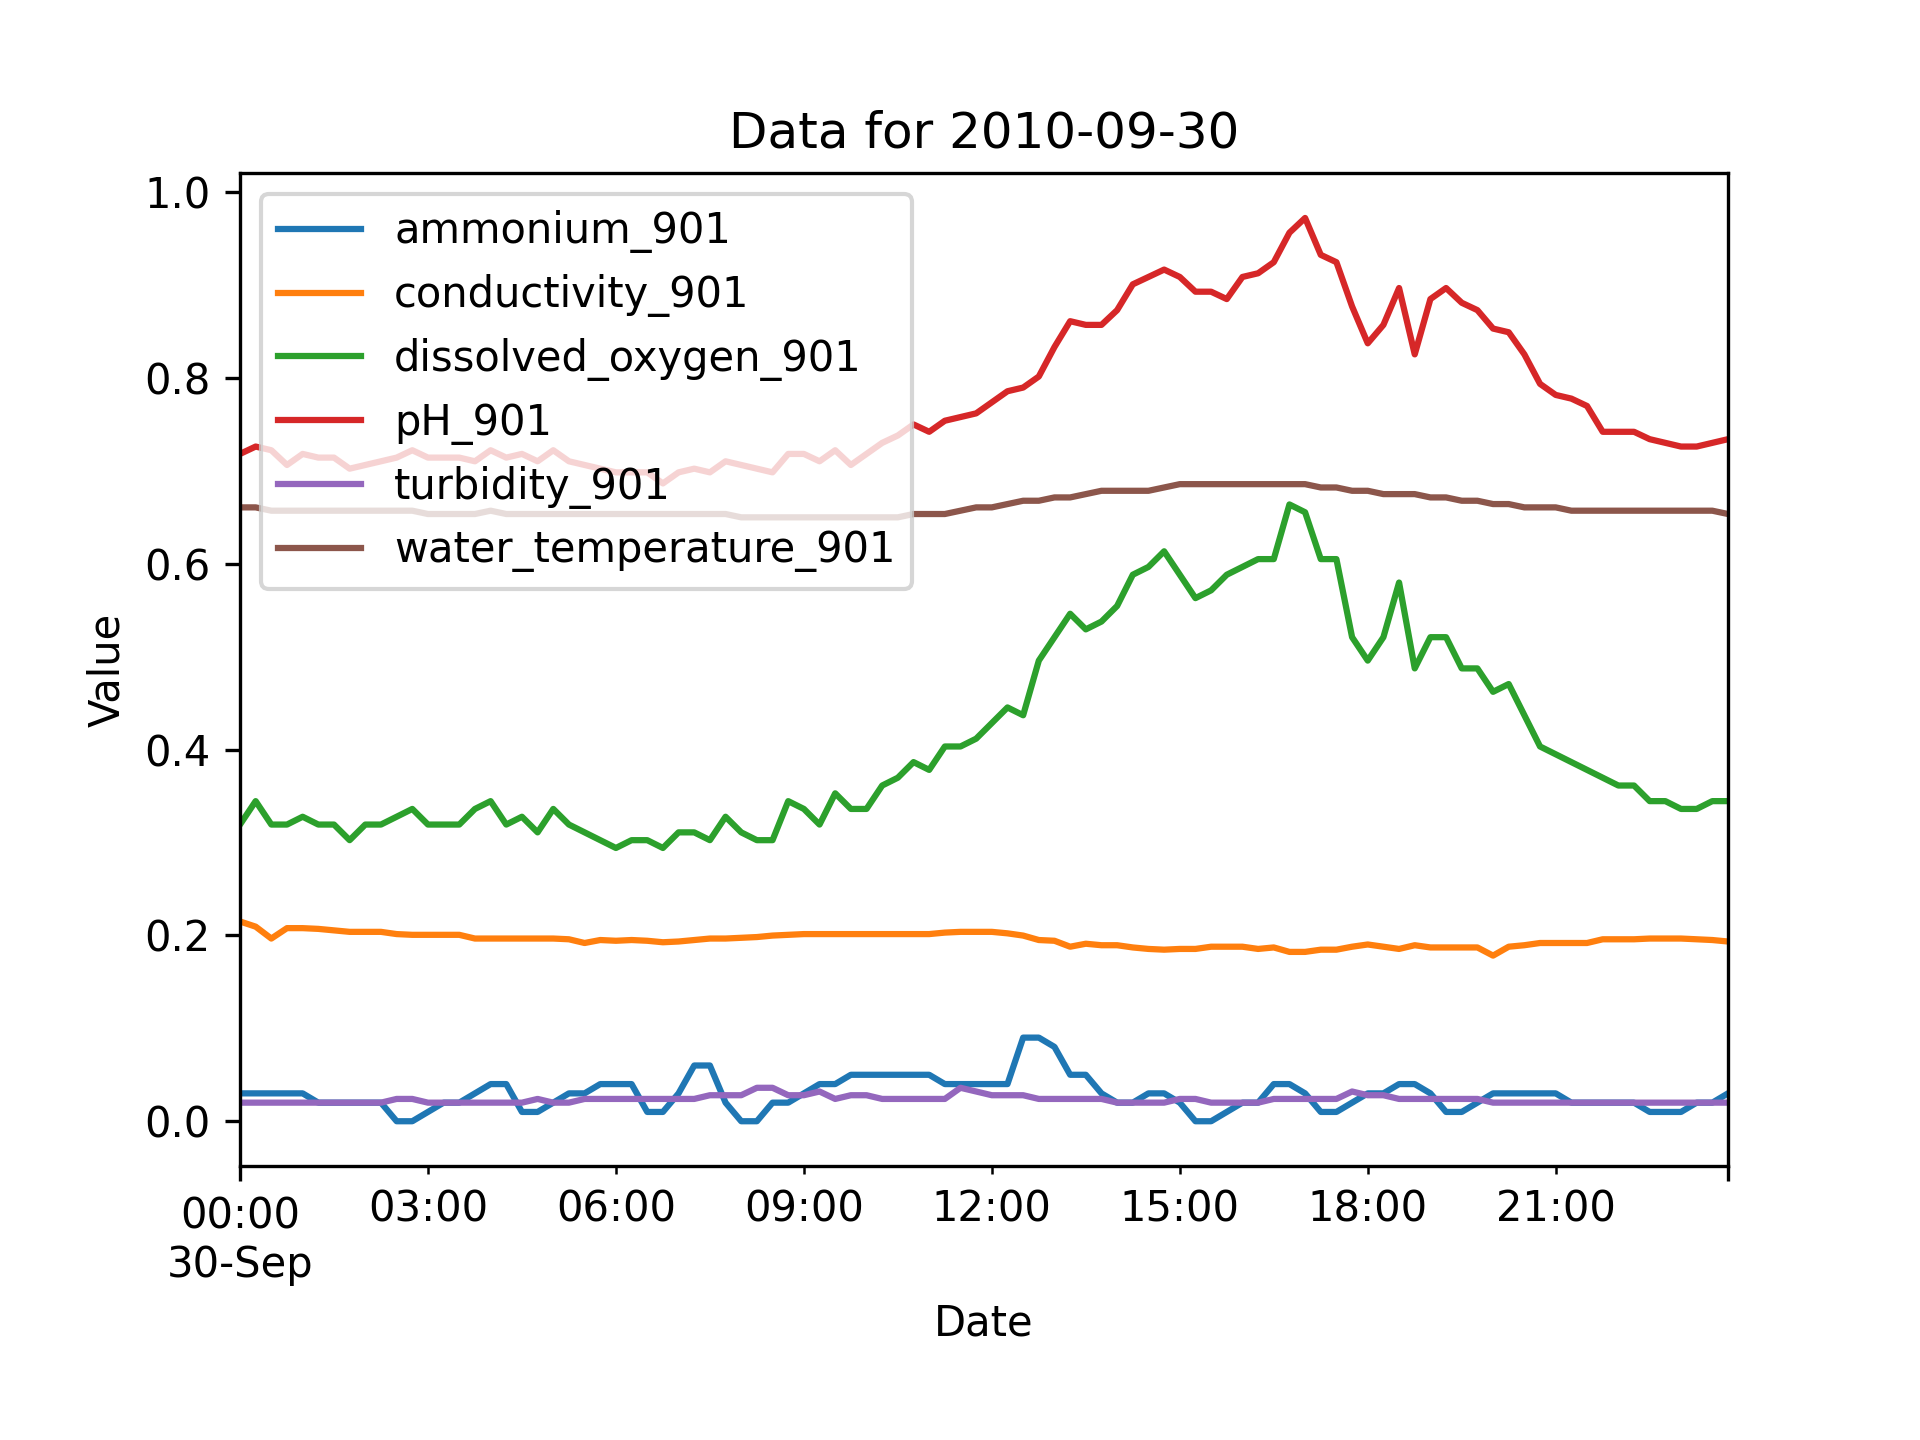 Data for 2010-09-30
1.0
0.8
0.6
0.4
0.2
0.0
Value
ammonium_901
conductivity_901
dissolved_oxygen_901
pH_901
turbidity_901
water_temperature_901
00:00 03:00 06:00 09:00 12:00 15:00 18:00 21:00
30-Sep
Date